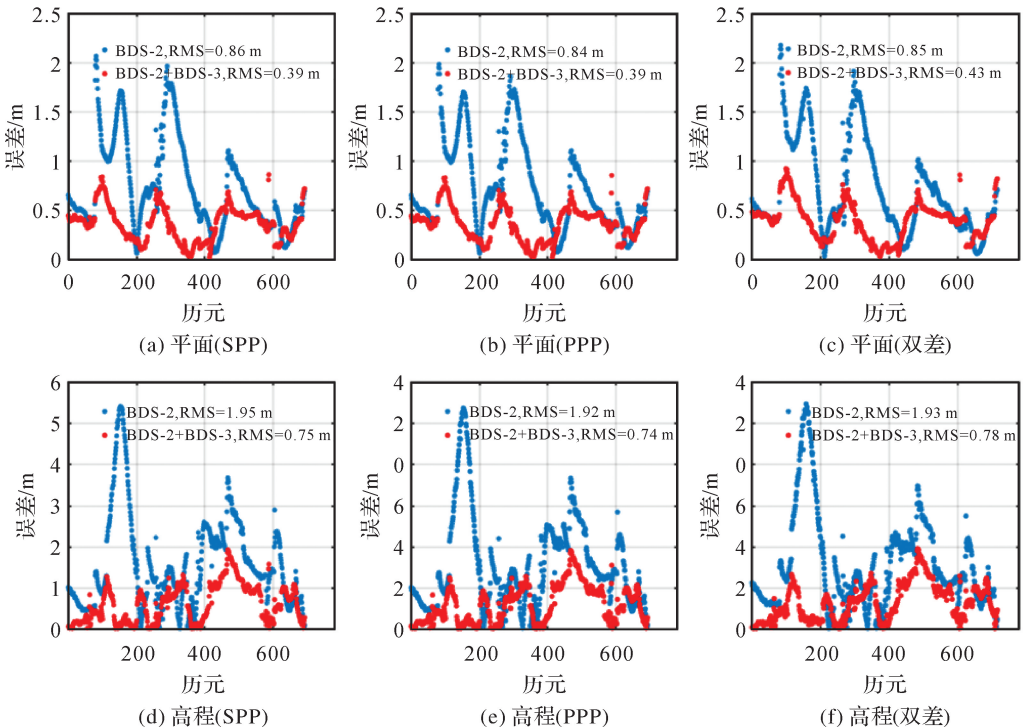 2.5
2
1.5
1
0.5
0
误差/m
BDS-2,RMS=0.86 m
BDS-2+BDS-3,RMS=0.39 m
0
200
400
600
历元
(a) 平面(SPP)
2.5
2
1.5
1
0.5
0
误差/m
BDS-2,RMS=0.84 m
BDS-2+BDS-3,RMS=0.39 m
0
200
400
600
历元
(b) 平面(PPP)
2.5
2
1.5
1
0.5
0
误差/m
BDS-2,RMS=0.85 m
BDS-2+BDS-3,RMS=0.43 m
0
200
400
600
历元
(c) 平面(双差)
6
5
4
3
2
1
0
误差/m
BDS-2,RMS=1.95 m
BDS-2+BDS-3,RMS=0.75 m
200
400
600
历元
(d) 高程(SPP)
4
2
0
6
4
2
0
误差/m
BDS-2,RMS=1.92 m
BDS-2+BDS-3,RMS=0.74 m
200
400
600
历元
(e) 高程(PPP)
4
2
0
6
4
2
0
误差/m
BDS-2,RMS=1.93 m
BDS-2+BDS-3,RMS=0.78 m
200
400
600
历元
(f) 高程(双差)